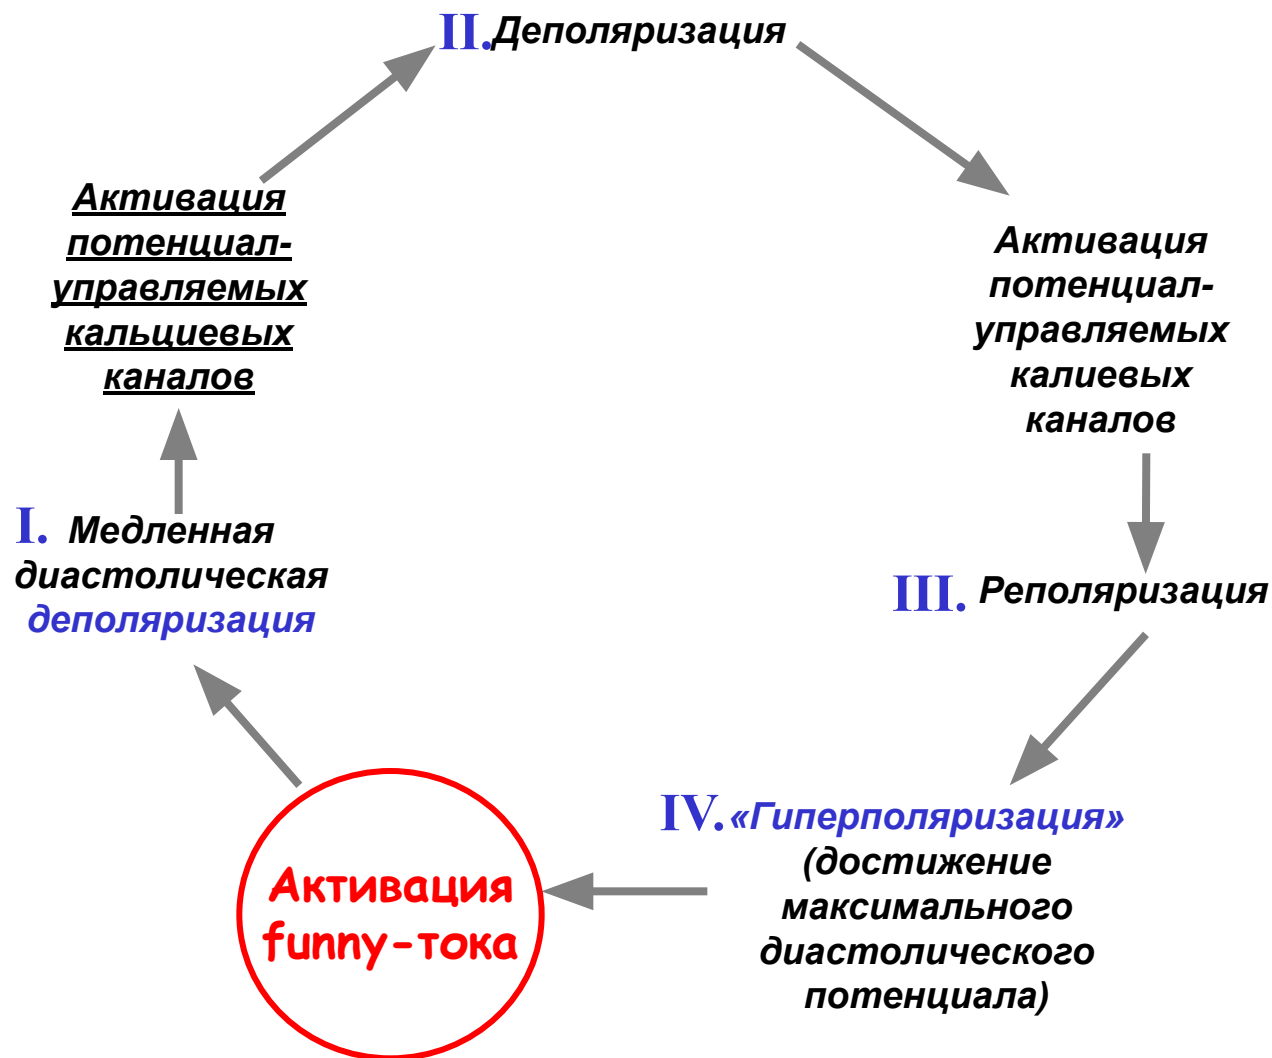 II. Деполяризация
Активация
потенциал-
управляемых
кальциевых
каналов
Активация
потенциал-
управляемых
калиевых
каналов
I. Медленная
диастолическая
деполяризация
III. Реполяризация
IV. «Гиперполяризация»
(достижение
максимального
диастолического
потенциала)
Активация
funny-тока